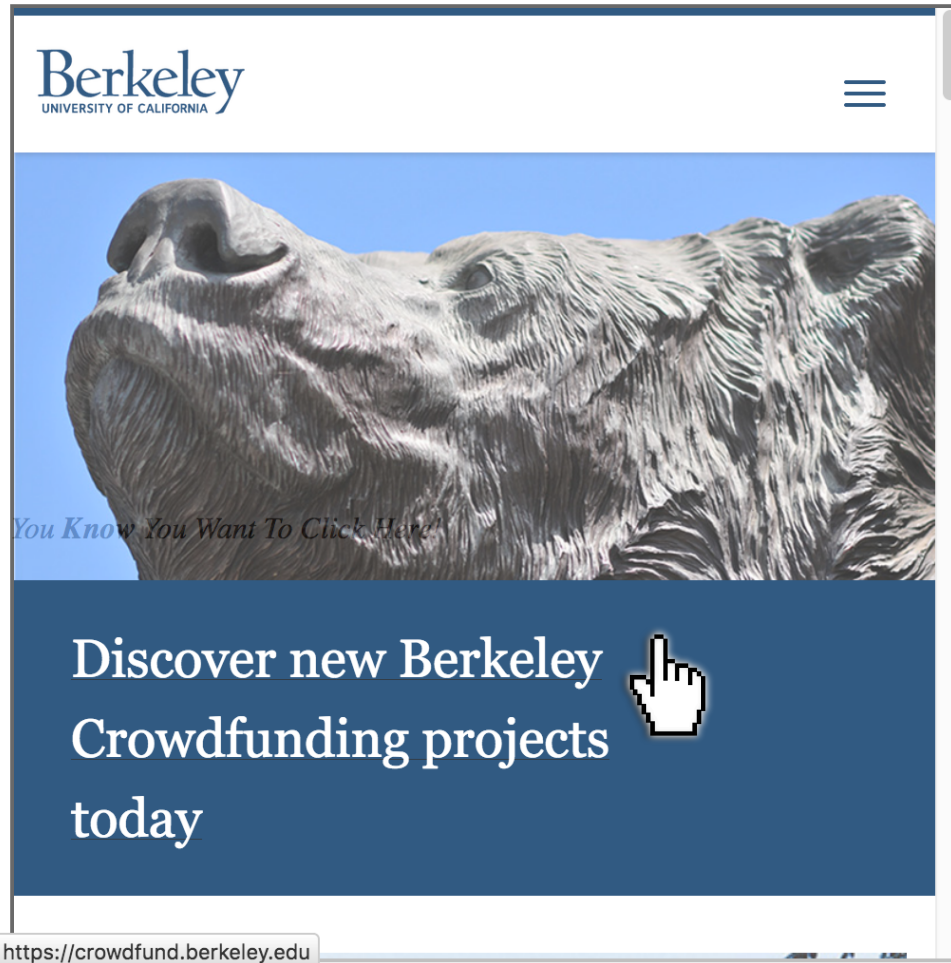 Berkeley
UNIVERSITY OF CALIFORNIA
You Know You Want To Click Here!
Discover new Berkeley
Crowdfunding projects
today
https://crowdfund.berkeley.edu